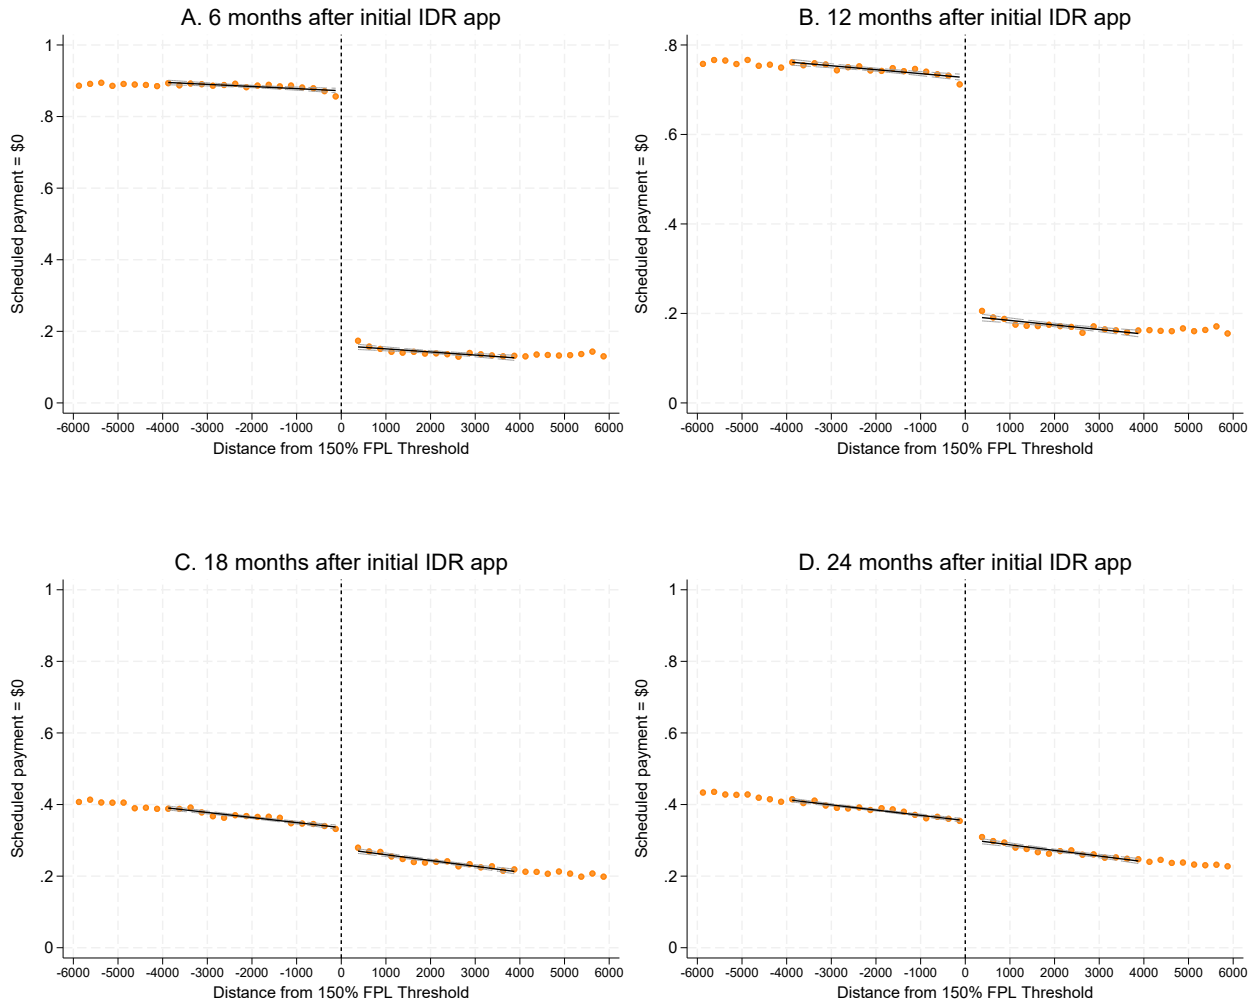 A. 6 months after initial IDR app
Scheduled payment = $0
1
.8
.6
.4
.2
0
-6000 -5000 -4000 -3000 -2000 -1000 0 1000 2000 3000 4000 5000 6000
Distance from 150% FPL Threshold
B. 12 months after initial IDR app
Scheduled payment = $0
.8
.6
.4
.2
0
-6000 -5000 -4000 -3000 -2000 -1000 0 1000 2000 3000 4000 5000 6000
Distance from 150% FPL Threshold
C. 18 months after initial IDR app
Scheduled payment = $0
1
.8
.6
.4
.2
0
-6000 -5000 -4000 -3000 -2000 -1000 0 1000 2000 3000 4000 5000 6000
Distance from 150% FPL Threshold
D. 24 months after initial IDR app
Scheduled payment = $0
1
.8
.6
.4
.2
0
-6000 -5000 -4000 -3000 -2000 -1000 0 1000 2000 3000 4000 5000 6000
Distance from 150% FPL Threshold